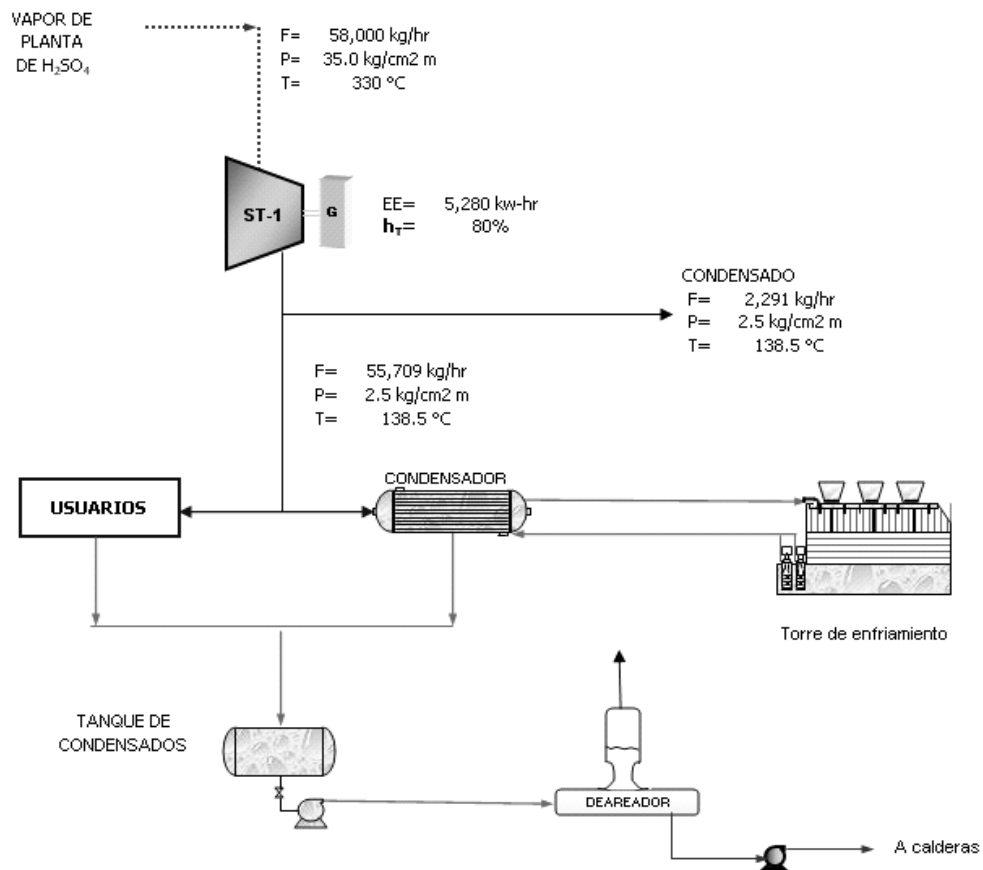 VAPOR DE
PLANTA
DE H₂SO₄
F= 58,000 kg/hr
P= 35.0 kg/cm2 m
T= 330 °C
ST-1
G
EE= 5,280 kw-hr
hT= 80%
CONDENSADO
F= 2,291 kg/hr
P= 2.5 kg/cm2 m
T= 138.5 °C
F= 55,709 kg/hr
P= 2.5 kg/cm2 m
T= 138.5 °C
USUARIOS
CONDENSADOR
Torre de enfriamiento
TANQUE DE
CONDENSADOS
DEAREADOR
A calderas